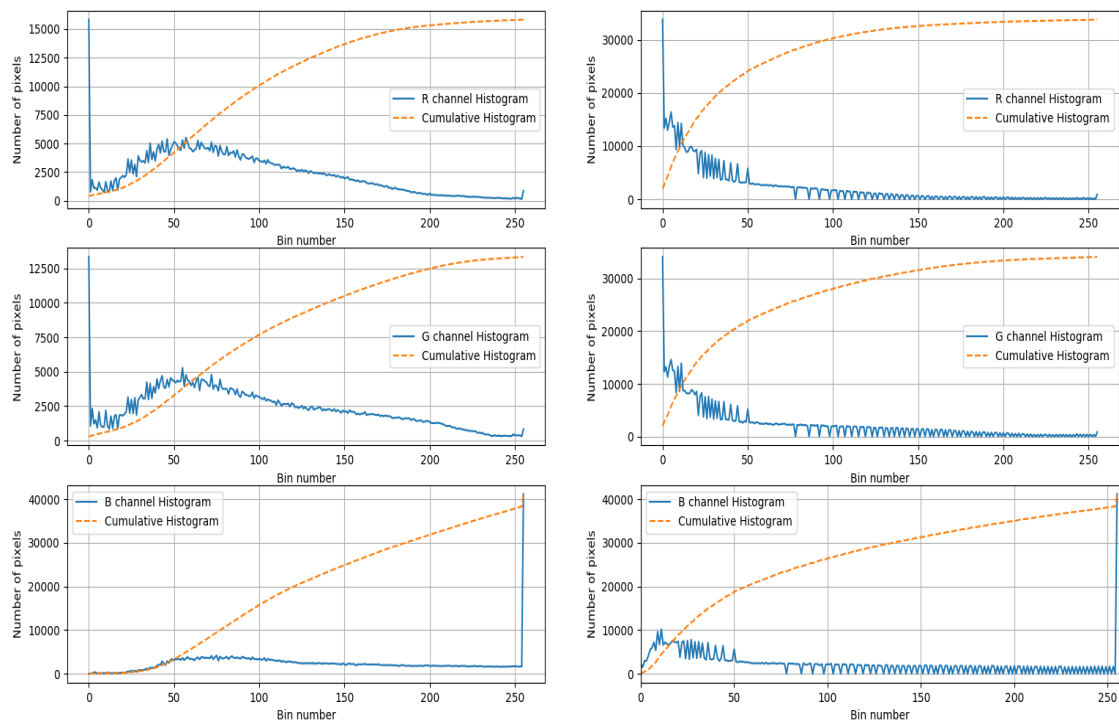 15000
12500
10000
7500
5000
2500
0
Number of pixels
R channel Histogram
Cumulative Histogram
0 50 100 150 200 250
Bin number
30000
20000
10000
0
Number of pixels
R channel Histogram
Cumulative Histogram
0 50 100 150 200 250
Bin number
12500
10000
7500
5000
2500
0
Number of pixels
G channel Histogram
Cumulative Histogram
0 50 100 150 200 250
Bin number
30000
20000
10000
0
Number of pixels
G channel Histogram
Cumulative Histogram
0 50 100 150 200 250
Bin number
40000
30000
20000
10000
0
Number of pixels
B channel Histogram
Cumulative Histogram
0 50 100 150 200 250
Bin number
40000
30000
20000
10000
0
Number of pixels
B channel Histogram
Cumulative Histogram
0 50 100 150 200 250
Bin number